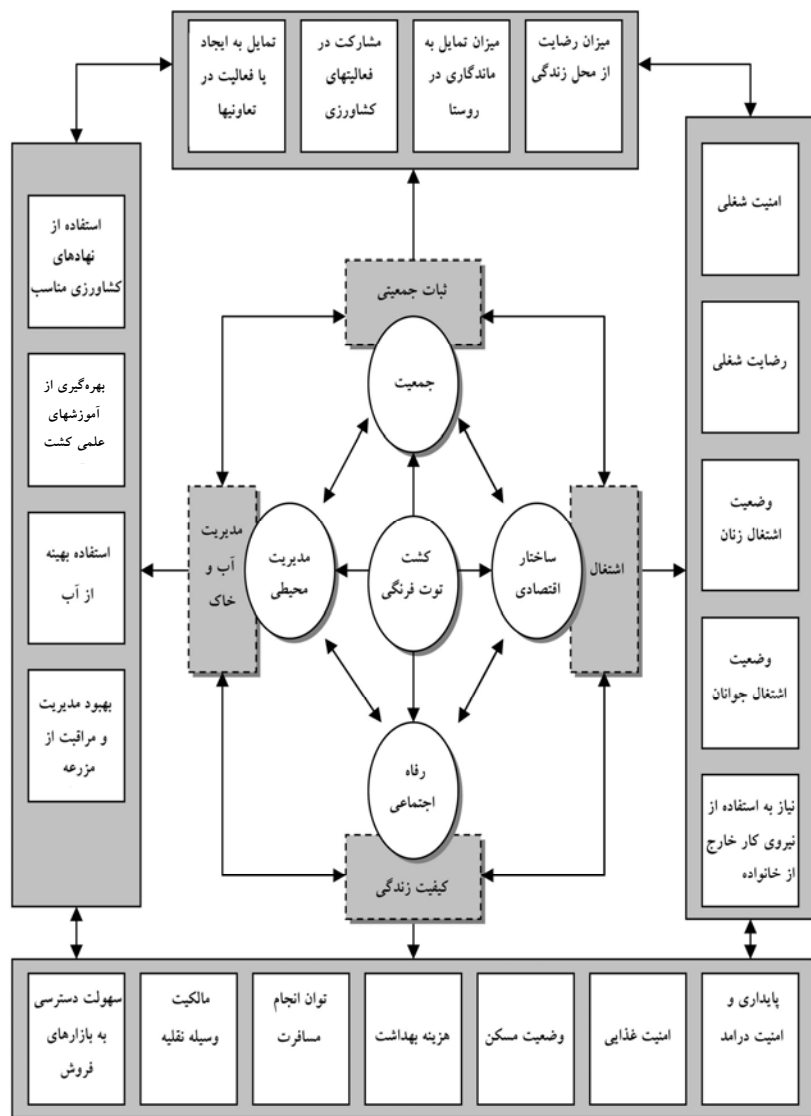 میزان رضایت
از محل زندگی
میزان تمایل به
ماندگاری در
روستا
مشارکت در
فعالیتهای
کشاورزی
تمایل به ایجاد
یا فعالیت در
تعاونیها
امنیت شغلی
رضایت شغلی
وضعیت
اشتغال زنان
وضعیت
اشتغال جوانان
نیاز به استفاده از
نیروی کار خارج
از خانواده
ثبات جمعیتی
جمعیت
اشتغال
ساختار
اقتصادی
کشت
توت فرنگی
مدیریت
محیطی
مدیریت
آب و
خاک
رفاه
اجتماعی
کیفیت زندگی
استفاده از
نهادهای
کشاورزی مناسب
بهره‌گیری از
آموزشهای
علمی کشت
استفاده بهینه
از آب
بهبود مدیریت
و مراقبت از
مزرعه
پایداری و
امنیت درامد
امنیت غذایی
وضعیت مسکن
هزینه بهداشت
توان انجام
مسافرت
مالکیت
وسیله نقلیه
سهولت دسترسی
به بازارهای
فروش